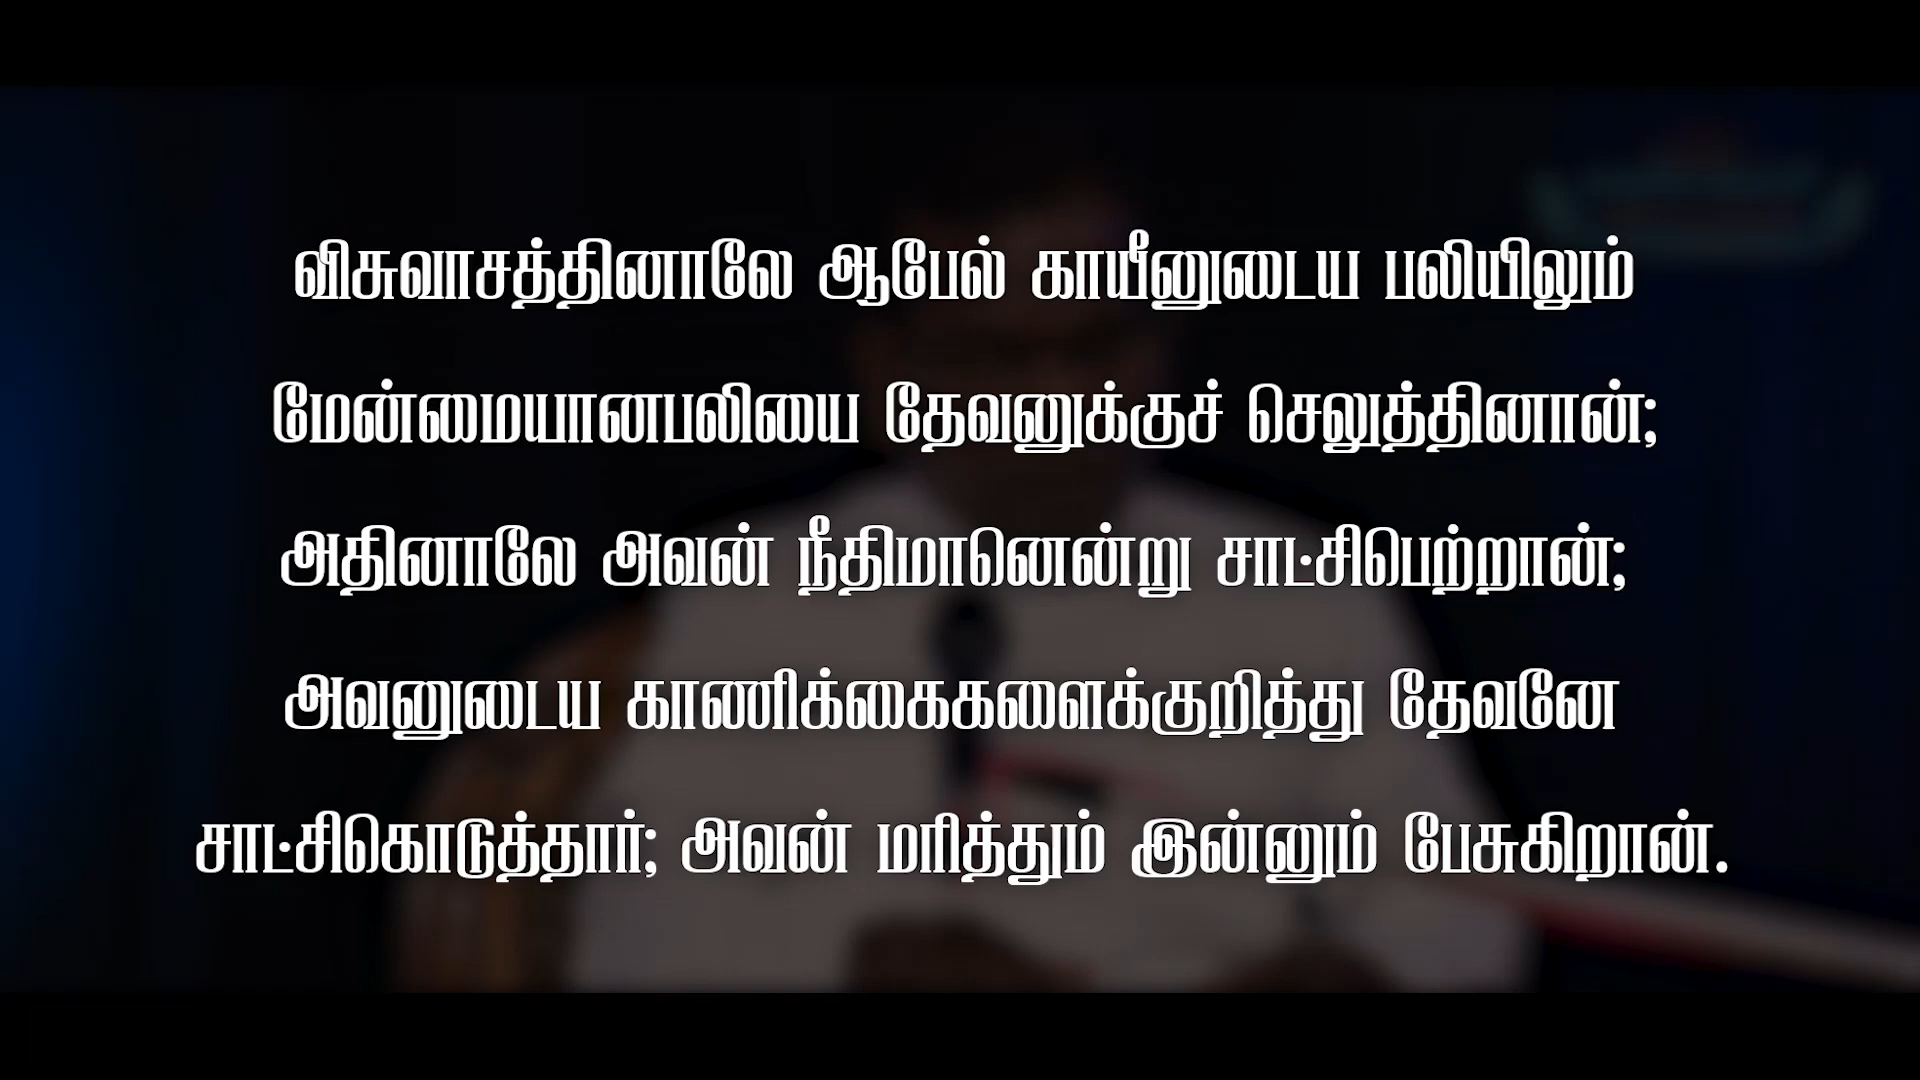 விசுவாசத்தினாலே ஆபேல் காயீனுடைய பலியிலும்
மேன்மையானபலியை தேவனுக்குச் செலுத்தினான்;
அதினாலே அவன் நீதிமானென்று சாட்சிபெற்றான்;
அவனுடைய காணிக்கைகளைக்குறித்து தேவனே
சாட்சிகொடுத்தார்; அவன் மரித்தும் இன்னும் பேசுகிறான்.